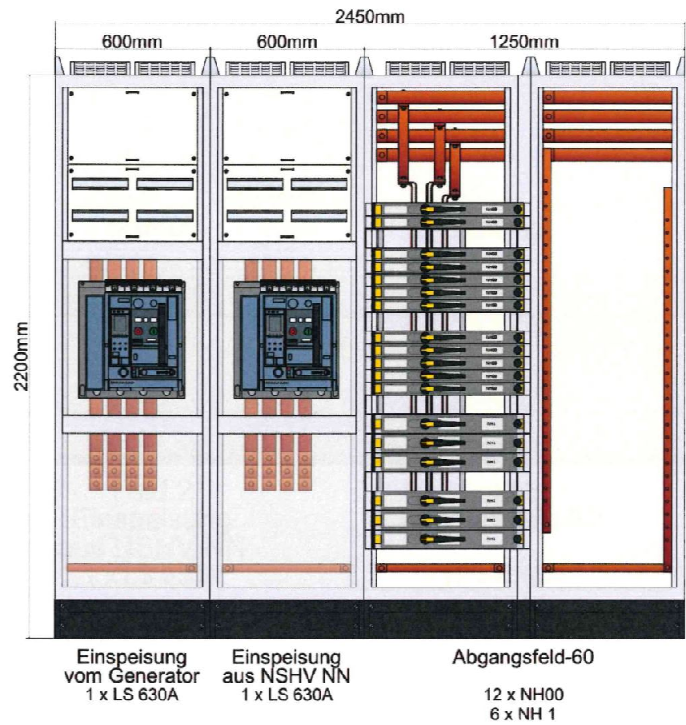 2450mm
600mm
600mm
1250mm
2200mm
Einspeisung
vom Generator
1 x LS 630A
Einspeisung
aus NSHV NN
1 x LS 630A
Abgangsfeld-60
12 x NH00
6 x NH 1